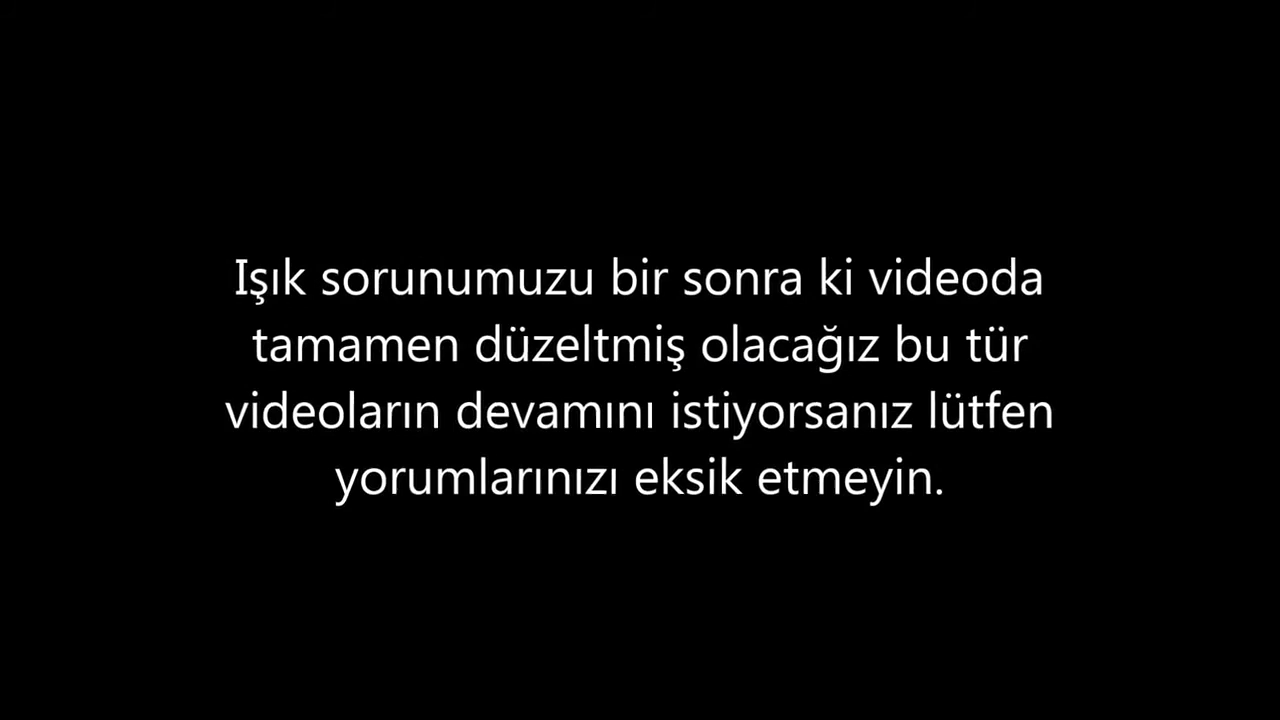 Işık sorunumuzu bir sonra ki videoda
tamamen düzeltmiş olacağız bu tür
videoların devamını istiyorsanız lütfen
yorumlarınızı eksik etmeyin.